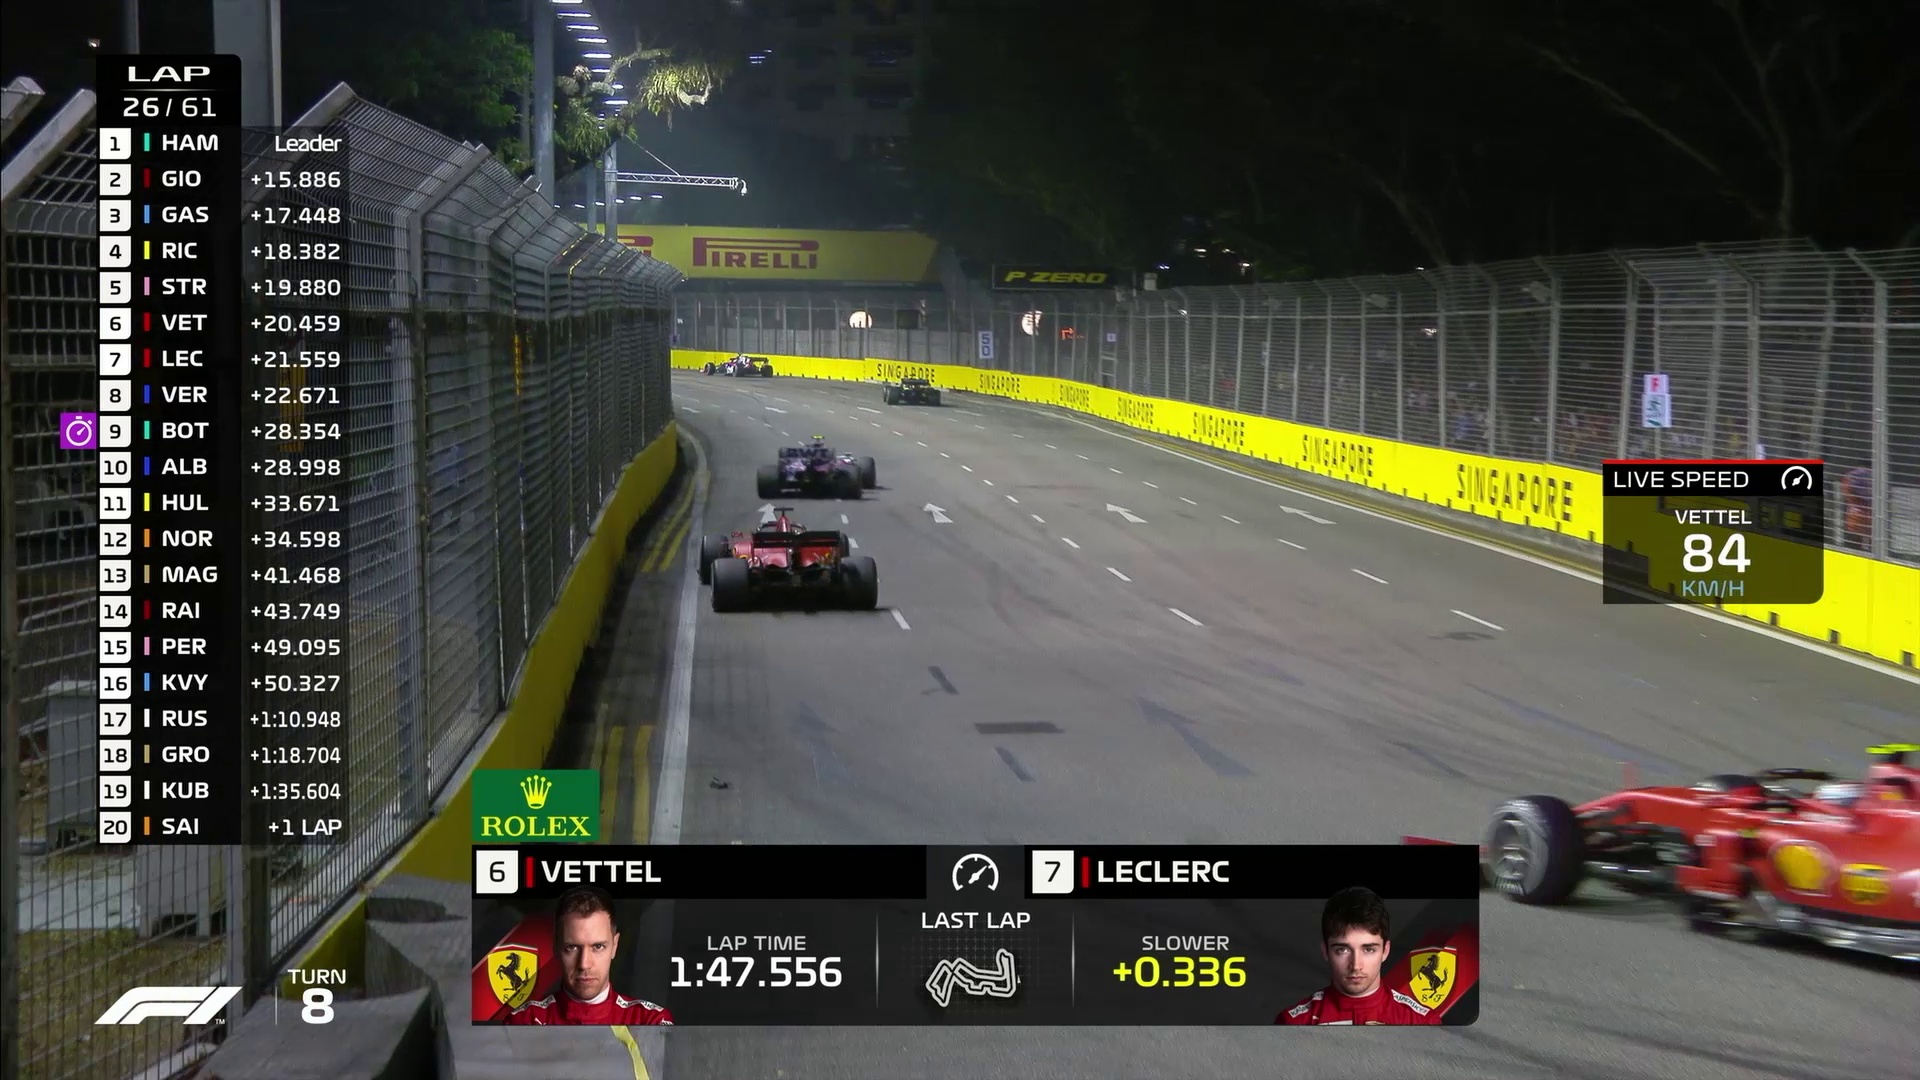 LAP
26 / 61
1 HAM Leader
2 GIO +15.886
3 GAS +17.448
4 RIC +18.382
5 STR +19.880
6 VET +20.459
7 LEC +21.559
8 VER +22.671
9 BOT +28.354
10 ALB +28.998
11 HUL +33.671
12 NOR +34.598
13 MAG +41.468
14 RAI +43.749
15 PER +49.095
16 KVY +50.327
17 RUS +1:10.948
18 GRO +1:18.704
19 KUB +1:35.604
20 SAI +1 LAP
PIRELLI
P ZERO
50
F
SINGAPORE
SINGAPORE
SINGAPORE
SINGAPORE
SINGAPORE
SINGAPORE
SINGAPORE
BWT
LIVE SPEED
VETTEL
84
KM/H
ROLEX
6 VETTEL
7 LECLERC
LAST LAP
LAP TIME
1:47.556
SLOWER
+0.336
F1 TM
TURN
8